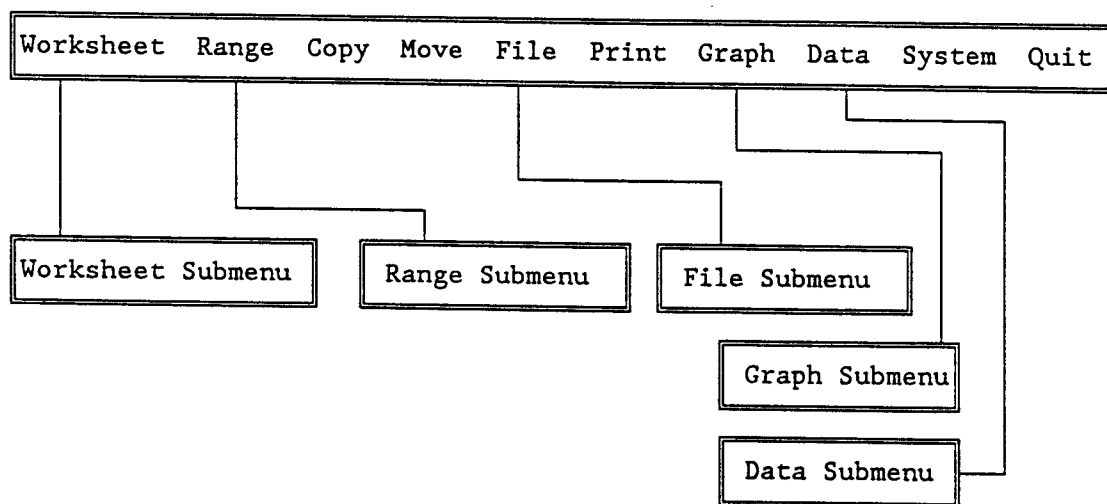 Worksheet Range Copy Move File Print Graph Data System Quit
Worksheet Submenu
Range Submenu
File Submenu
Graph Submenu
Data Submenu